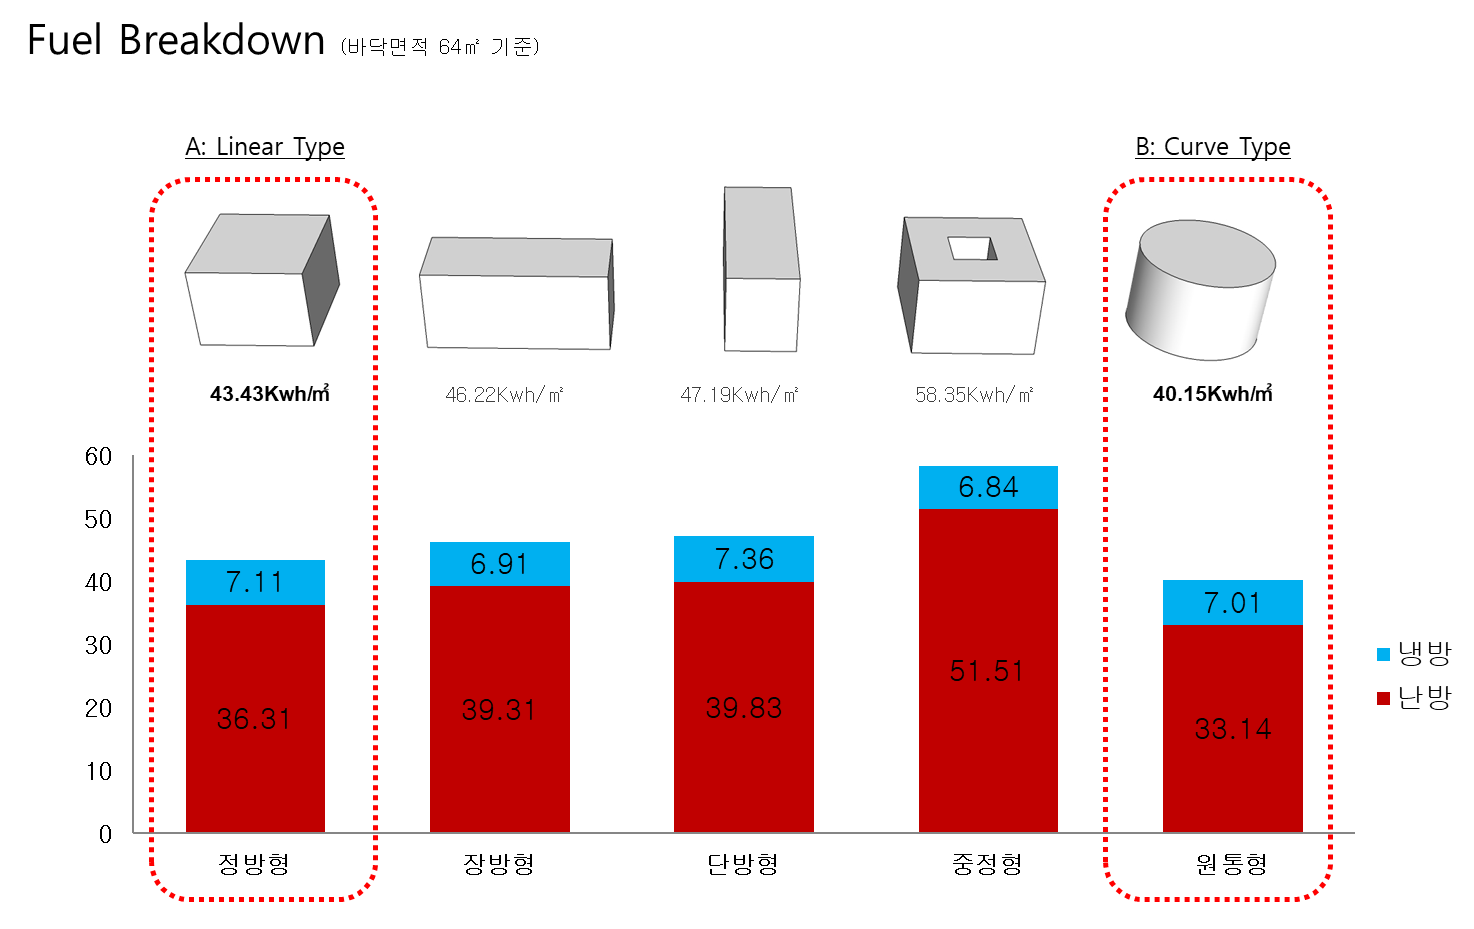 Fuel Breakdown (바닥면적 64㎡ 기준)
A: Linear Type
B: Curve Type
43.43Kwh/㎡
46.22Kwh/㎡
47.19Kwh/㎡
58.35Kwh/㎡
40.15Kwh/㎡
60
50
40
30
20
10
0
7.11
6.91
7.36
6.84
7.01
36.31
39.31
39.83
51.51
33.14
냉방
난방
정방형
장방형
단방형
중정형
원통형